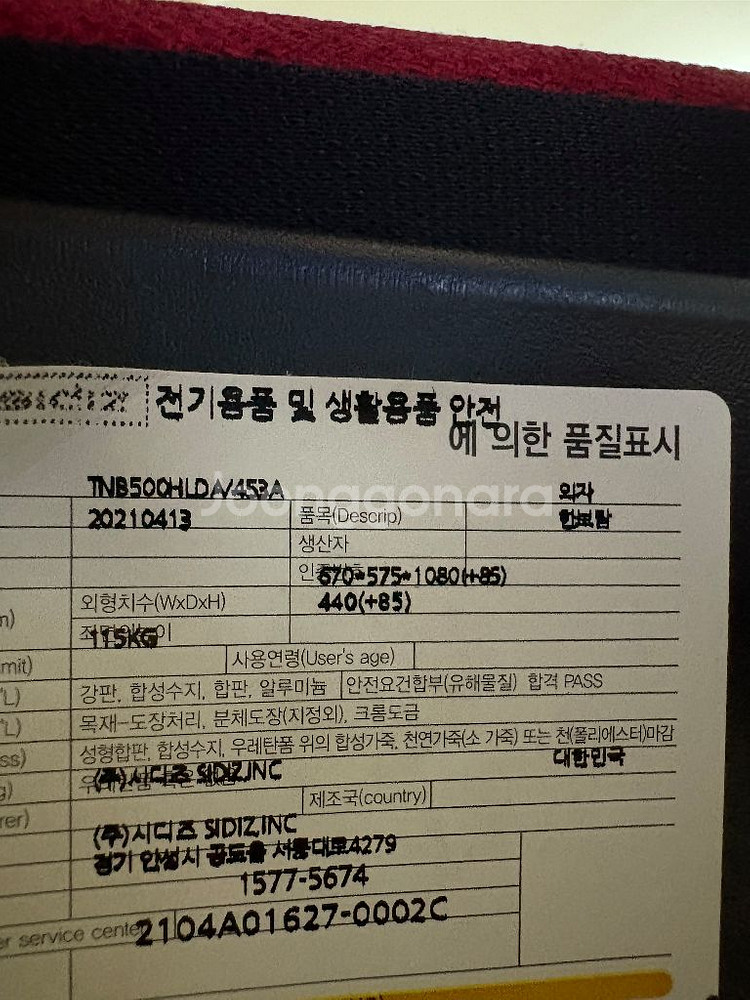 전기용품 및 생활용품 안전
에 의한 품질표시
TNB500HLDA/453A
의자
Joonggonara
20210413
품목(Descrip)
한보람
생산자
670*575*1080(+85)
외형치수(WxDxH)
440(+85)
115KG
mit)
사용연령(User's age)
강판, 합성수지, 합판, 알루미늄
안전요건합부(유해물질) 합격 PASS
목재-도장처리, 분체도장(지정외), 크롬도금
성형합판, 합성수지, 우레탄폼 위의 합성가죽, 천연가죽(소 가죽) 또는 천(폴리에스터)마감
대한민국
(주)시디즈 SIDIZ,INC
제조국(country)
(주)시디즈 SIDIZ,INC
경기 안성시 공도읍 서동대로4279
1577-5674
er service center
2104A01627-0002C